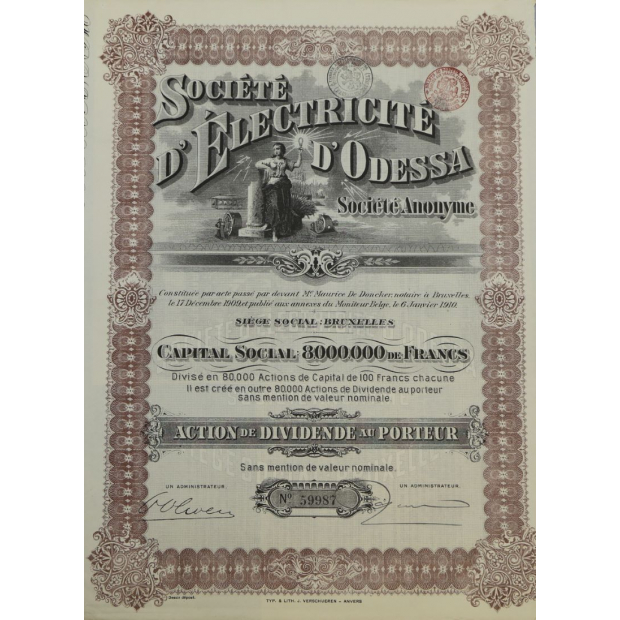 SOCIÉTÉ
D'ÉLECTRICITÉ
D'ODESSA
Société Anonyme
Constituée par acte passé par devant Me Maurice De Doncker, notaire à Bruxelles,
le 17 Décembre 1909, et publié aux annexes du Moniteur Belge, le 6 Janvier 1910.
SIÈGE SOCIAL: BRUXELLES
CAPITAL SOCIAL: 8000.000 DE FRANCS
Divisé en 80.000 Actions de Capital de 100 Francs chacune
Il est créé en outre 80.000 Actions de Dividende au porteur
sans mention de valeur nominale.
ACTION DE DIVIDENDE AU PORTEUR
Sans mention de valeur nominale.
UN ADMINISTRATEUR.
UN ADMINISTRATEUR.
No 59987
TYP. & LITH. J. VERSCHUEREN - ANVERS